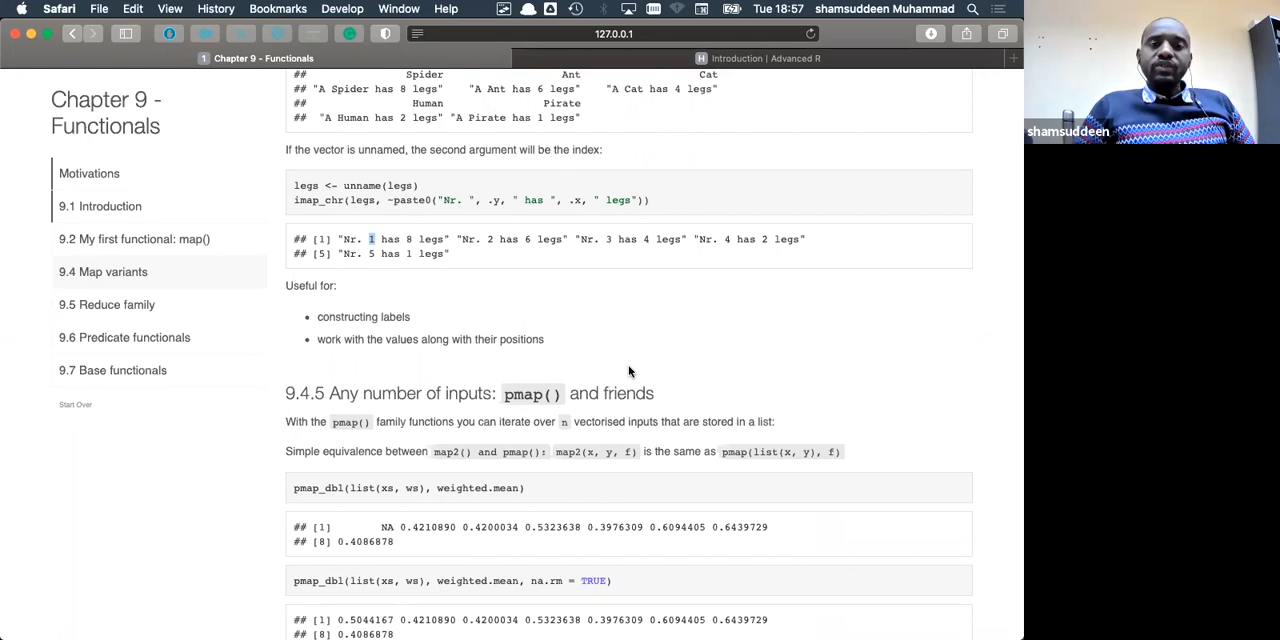 Safari File Edit View History Bookmarks Develop Window Help Tue 18:57 shamsuddeen Muhammad
127.0.0.1
1 Chapter 9 - Functionals H Introduction | Advanced R
Chapter 9 -
Functionals
Motivations
9.1 Introduction
9.2 My first functional: map()
9.4 Map variants
9.5 Reduce family
9.6 Predicate functionals
9.7 Base functionals
Start Over
## Spider Ant Cat
## "A Spider has 8 legs" "A Ant has 6 legs" "A Cat has 4 legs"
## Human Pirate
## "A Human has 2 legs" "A Pirate has 1 legs"
If the vector is unnamed, the second argument will be the index:
legs <- unname(legs)
imap_chr(legs, ~paste0("Nr. ", .y, " has ", .x, " legs"))
## [1] "Nr. 1 has 8 legs" "Nr. 2 has 6 legs" "Nr. 3 has 4 legs" "Nr. 4 has 2 legs"
## [5] "Nr. 5 has 1 legs"
Useful for:
• constructing labels
• work with the values along with their positions
9.4.5 Any number of inputs: pmap() and friends
With the pmap() family functions you can iterate over n vectorised inputs that are stored in a list:
Simple equivalence between map2() and pmap(): map2(x, y, f) is the same as pmap(list(x, y), f)
pmap_dbl(list(xs, ws), weighted.mean)
## [1] NA 0.4210890 0.4200034 0.5323638 0.3976309 0.6094405 0.6439729
## [8] 0.4086878
pmap_dbl(list(xs, ws), weighted.mean, na.rm = TRUE)
## [1] 0.5044167 0.4210890 0.4200034 0.5323638 0.3976309 0.6094405 0.6439729
## [8] 0.4086878
shamsuddeen